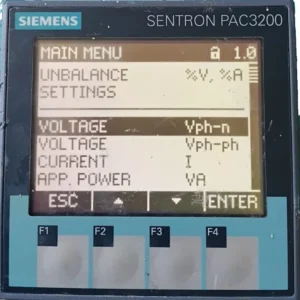 SIEMENS SENTRON PAC3200
MAIN MENU 1.0
UNBALANCE %V, %A
SETTINGS
VOLTAGE Vph-n
VOLTAGE Vph-ph
CURRENT I
APP. POWER VA
ESC ▲ ▼ ENTER
F1 F2 F3 F4